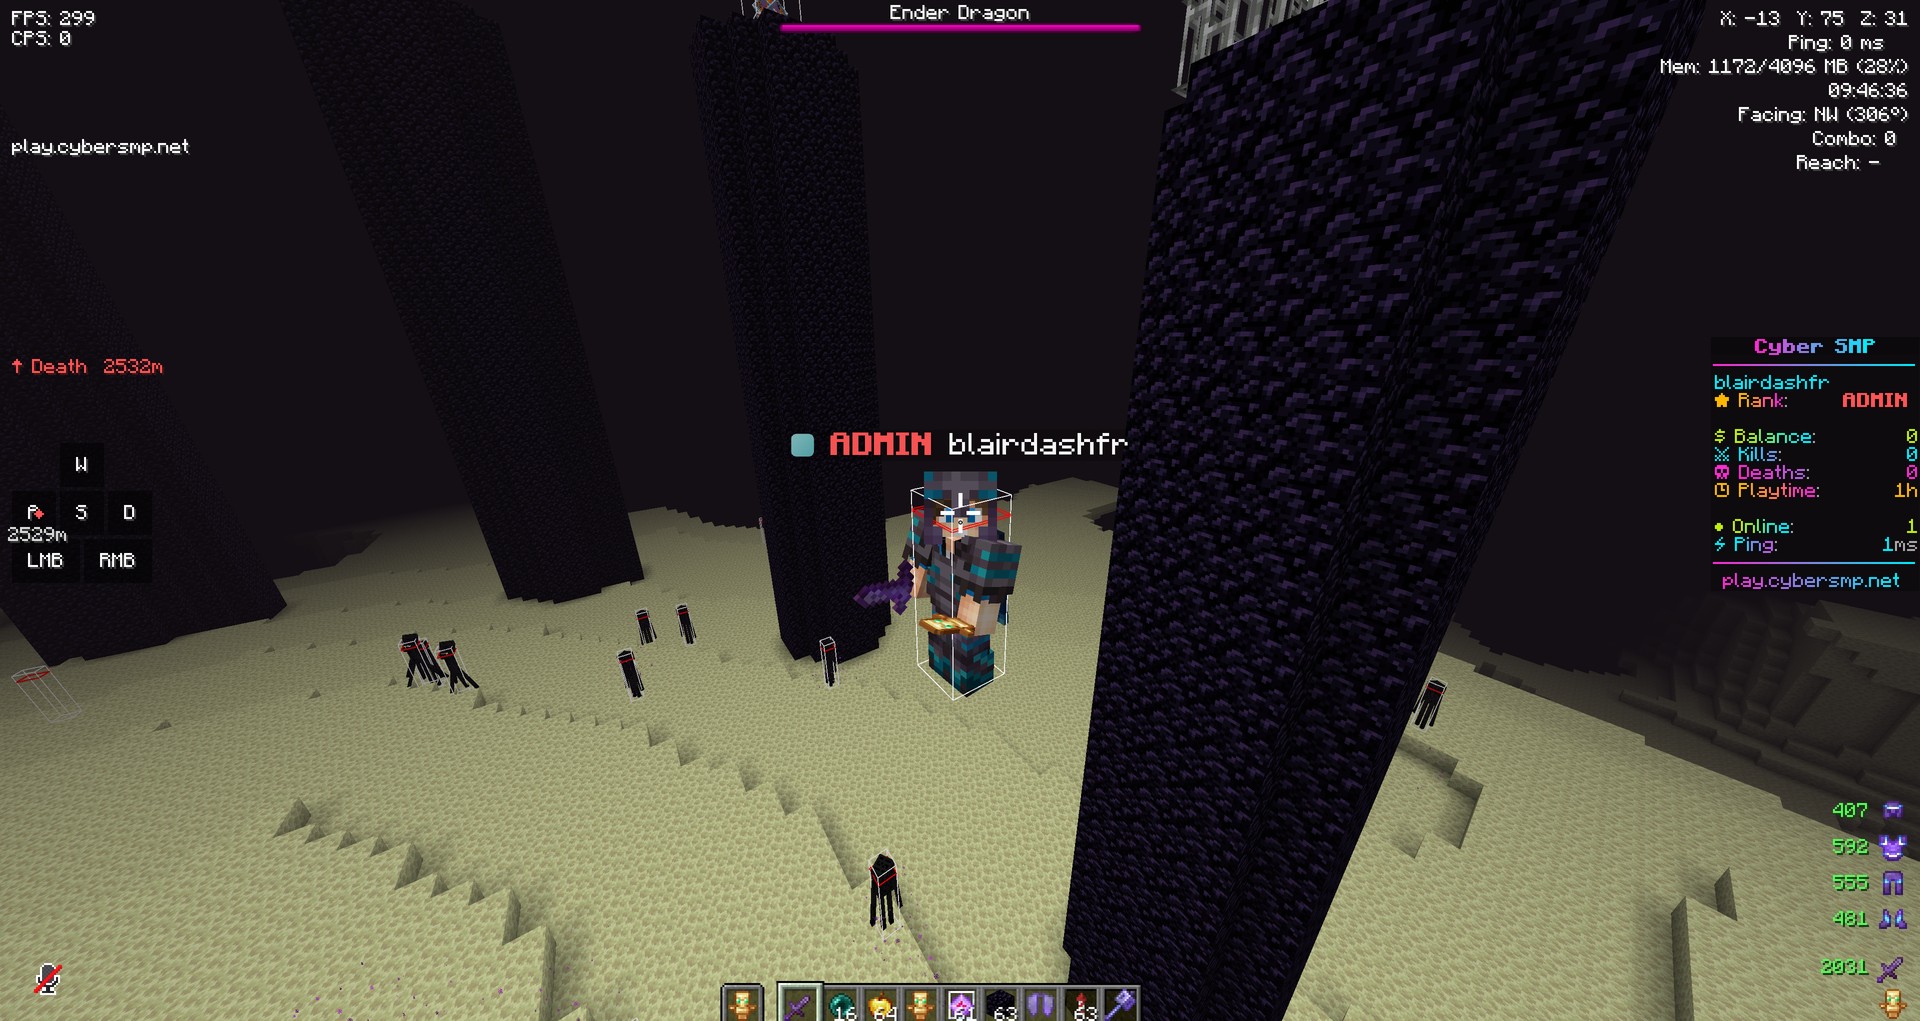 FPS: 299
CPS: 0
Ender Dragon
X: -13 Y: 75 Z: 31
Ping: 0 ms
Mem: 1172/4096 MB (28%)
09:46:36
Facing: NW (306°)
Combo: 0
Reach: -
play.cybersmp.net
↑ Death 2532m
W
A S D
2529m
LMB RMB
ADMIN blairdashfr
Cyber SMP
blairdashfr
Rank: ADMIN
$ Balance: 0
Kills: 0
Deaths: 0
Playtime: 1h
Online: 1
Ping: 1ms
play.cybersmp.net
407
592
555
481
2031
16 64 61 63 63